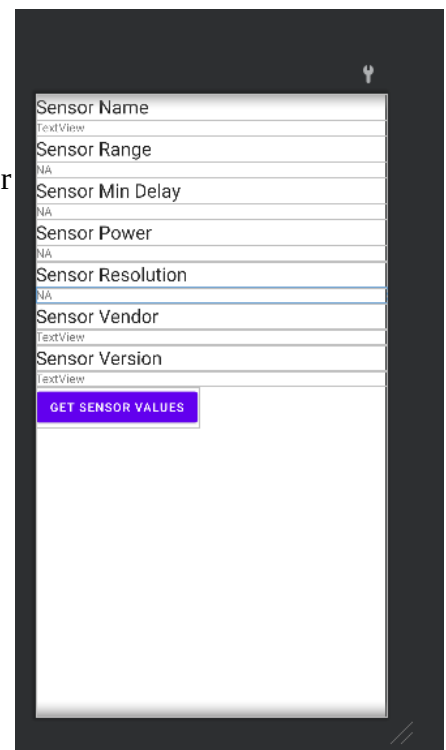 r
Sensor Name
TextView
Sensor Range
NA
Sensor Min Delay
NA
Sensor Power
NA
Sensor Resolution
NA
Sensor Vendor
TextView
Sensor Version
TextView
GET SENSOR VALUES